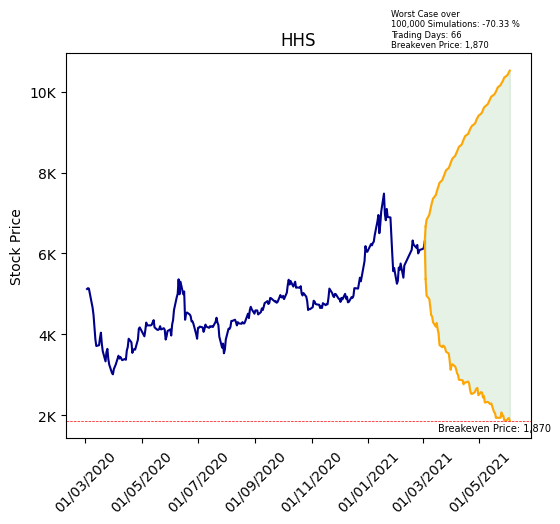 Worst Case over
100,000 Simulations: -70.33 %
Trading Days: 66
Breakeven Price: 1,870
HHS
Stock Price
10K
8K
6K
4K
2K
Breakeven Price: 1,870
01/03/2020
01/05/2020
01/07/2020
01/09/2020
01/11/2020
01/01/2021
01/03/2021
01/05/2021